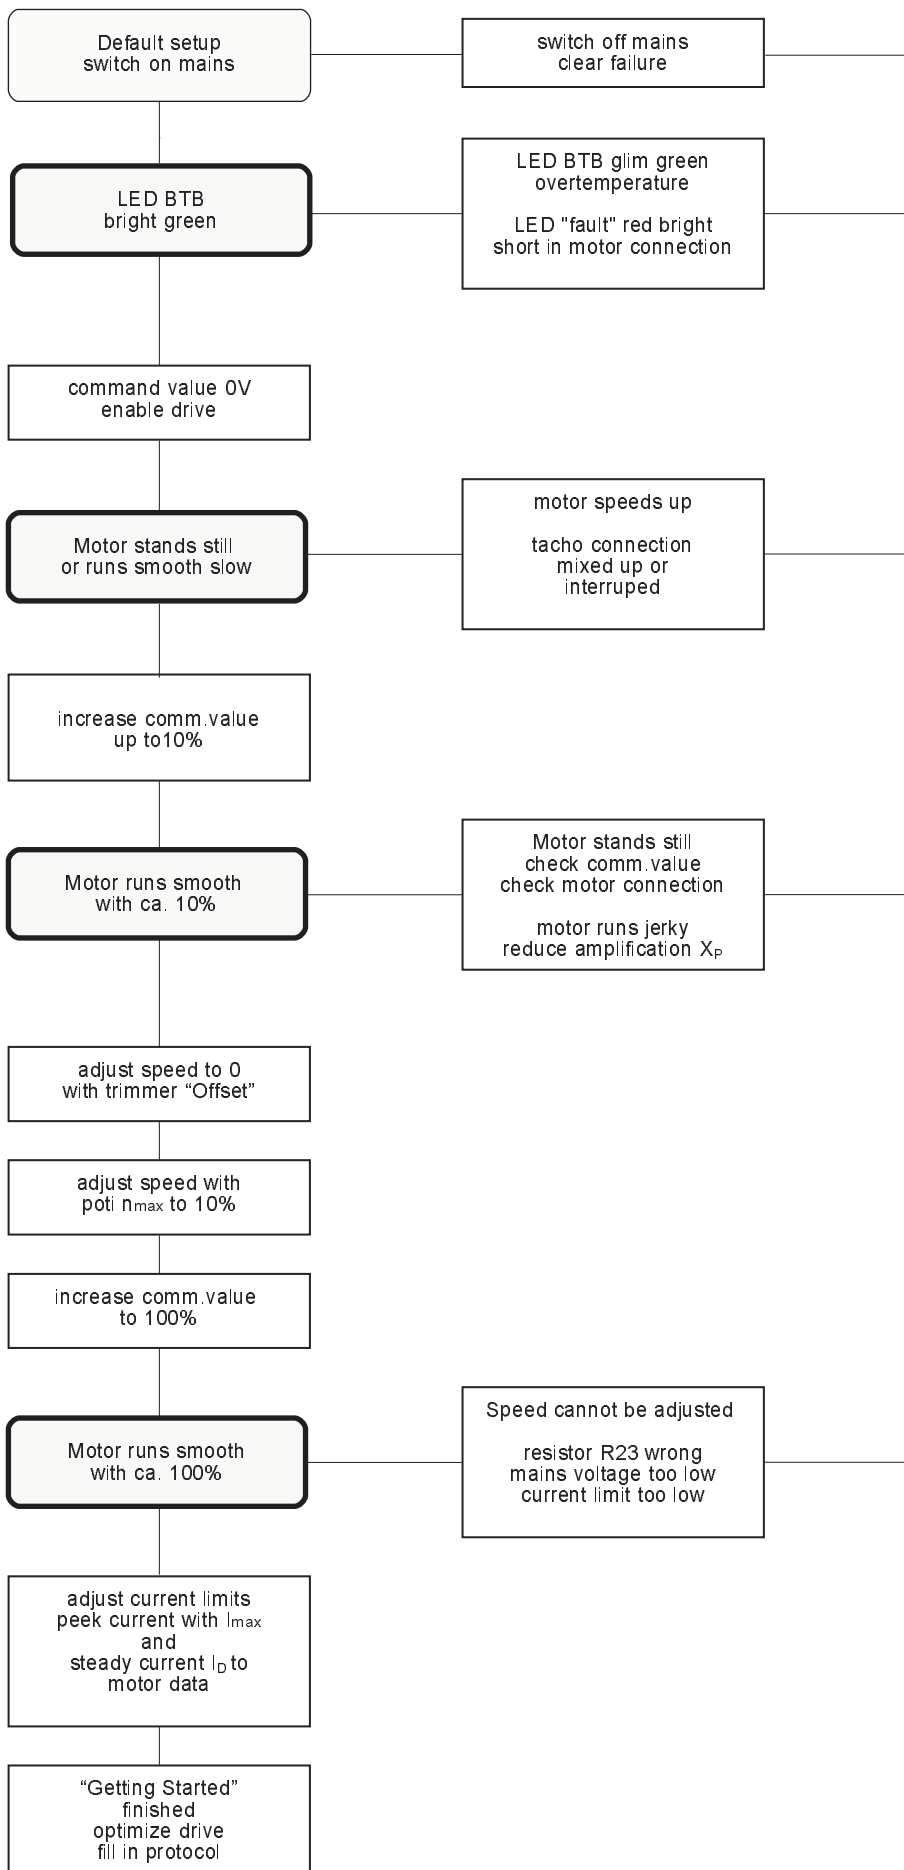 Default setup
switch on mains
switch off mains
clear failure
LED BTB
bright green
LED BTB glim green
overtemperature
LED "fault" red bright
short in motor connection
command value 0V
enable drive
Motor stands still
or runs smooth slow
motor speeds up
tacho connection
mixed up or
interruped
increase comm.value
up to10%
Motor runs smooth
with ca. 10%
Motor stands still
check comm.value
check motor connection
motor runs jerky
reduce amplification XP
adjust speed to 0
with trimmer “Offset”
adjust speed with
poti nmax to 10%
increase comm.value
to 100%
Motor runs smooth
with ca. 100%
Speed cannot be adjusted
resistor R23 wrong
mains voltage too low
current limit too low
adjust current limits
peek current with Imax
and
steady current ID to
motor data
“Getting Started”
finished
optimize drive
fill in protocol